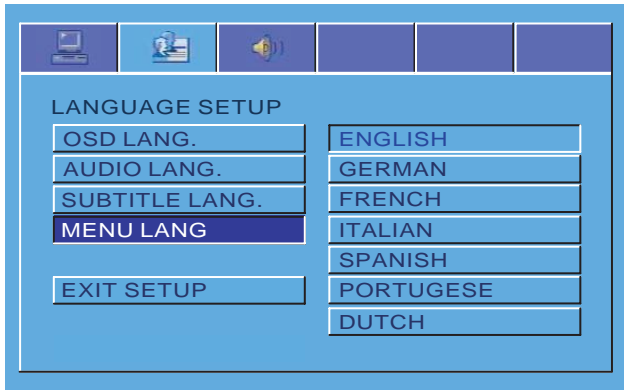 LANGUAGE SETUP
OSD LANG.
AUDIO LANG.
SUBTITLE LANG.
MENU LANG
EXIT SETUP
ENGLISH
GERMAN
FRENCH
ITALIAN
SPANISH
PORTUGESE
DUTCH